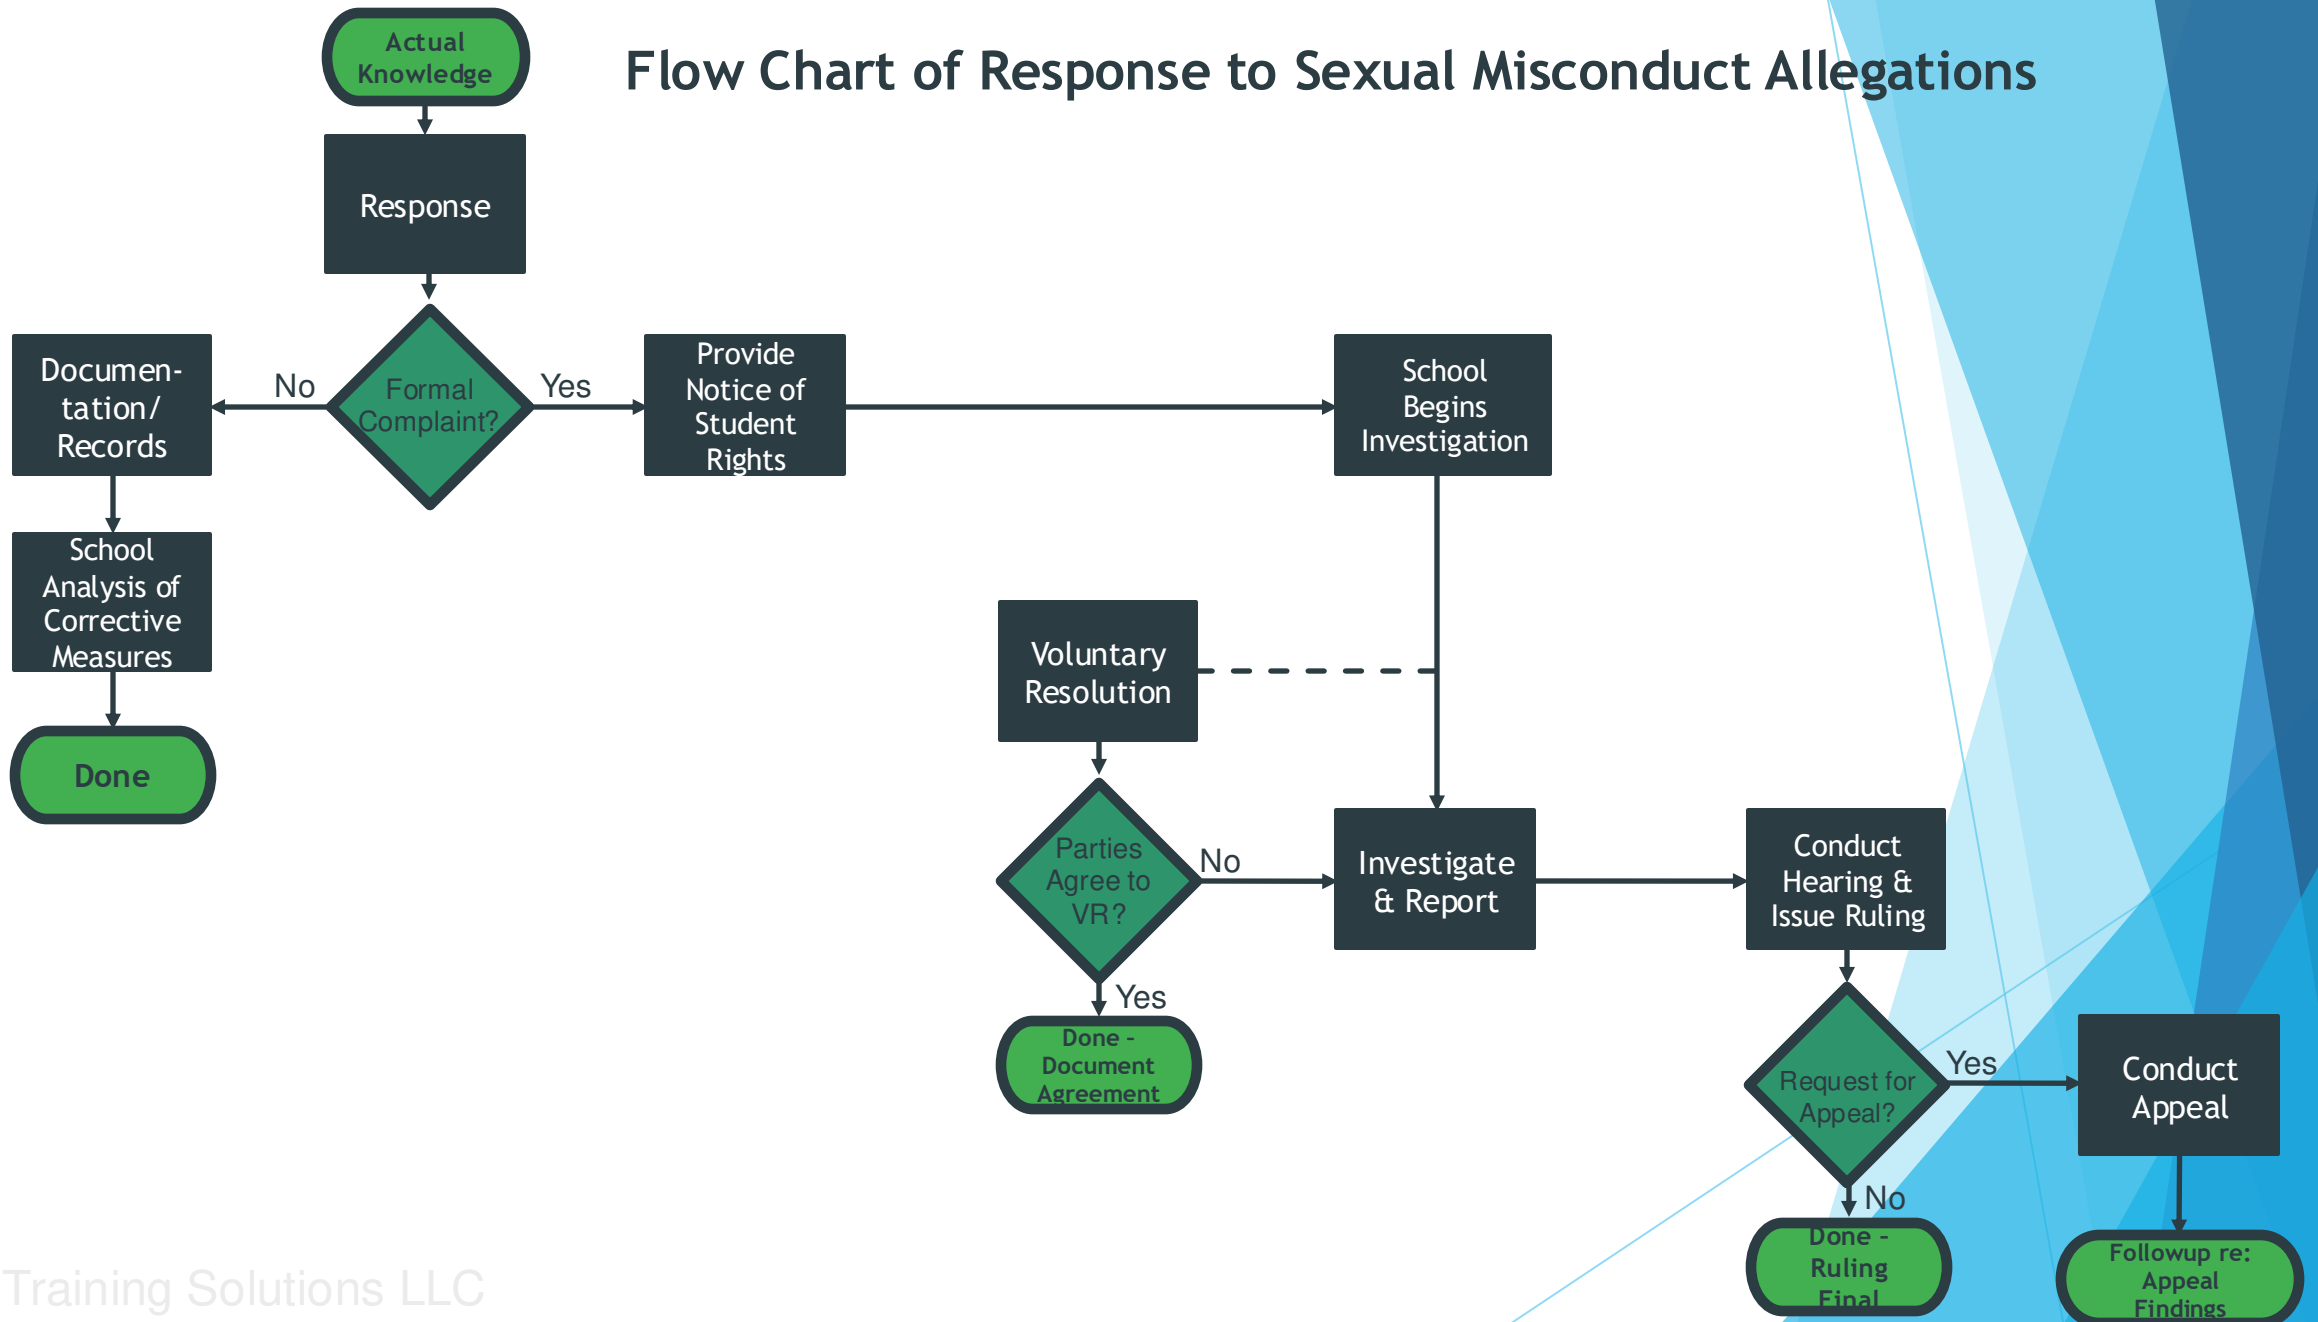 Actual
Knowledge
Flow Chart of Response to Sexual Misconduct Allegations
Response
Documen-
tation/
Records
No
Formal
Complaint?
Yes
Provide
Notice of
Student
Rights
School
Begins
Investigation
School
Analysis of
Corrective
Measures
Done
Voluntary
Resolution
Parties
Agree to
VR?
No
Investigate
& Report
Conduct
Hearing &
Issue Ruling
Yes
Done –
Document
Agreement
Request for
Appeal?
Yes
Conduct
Appeal
No
Done –
Ruling
Final
Followup re:
Appeal
Findings
Training Solutions LLC